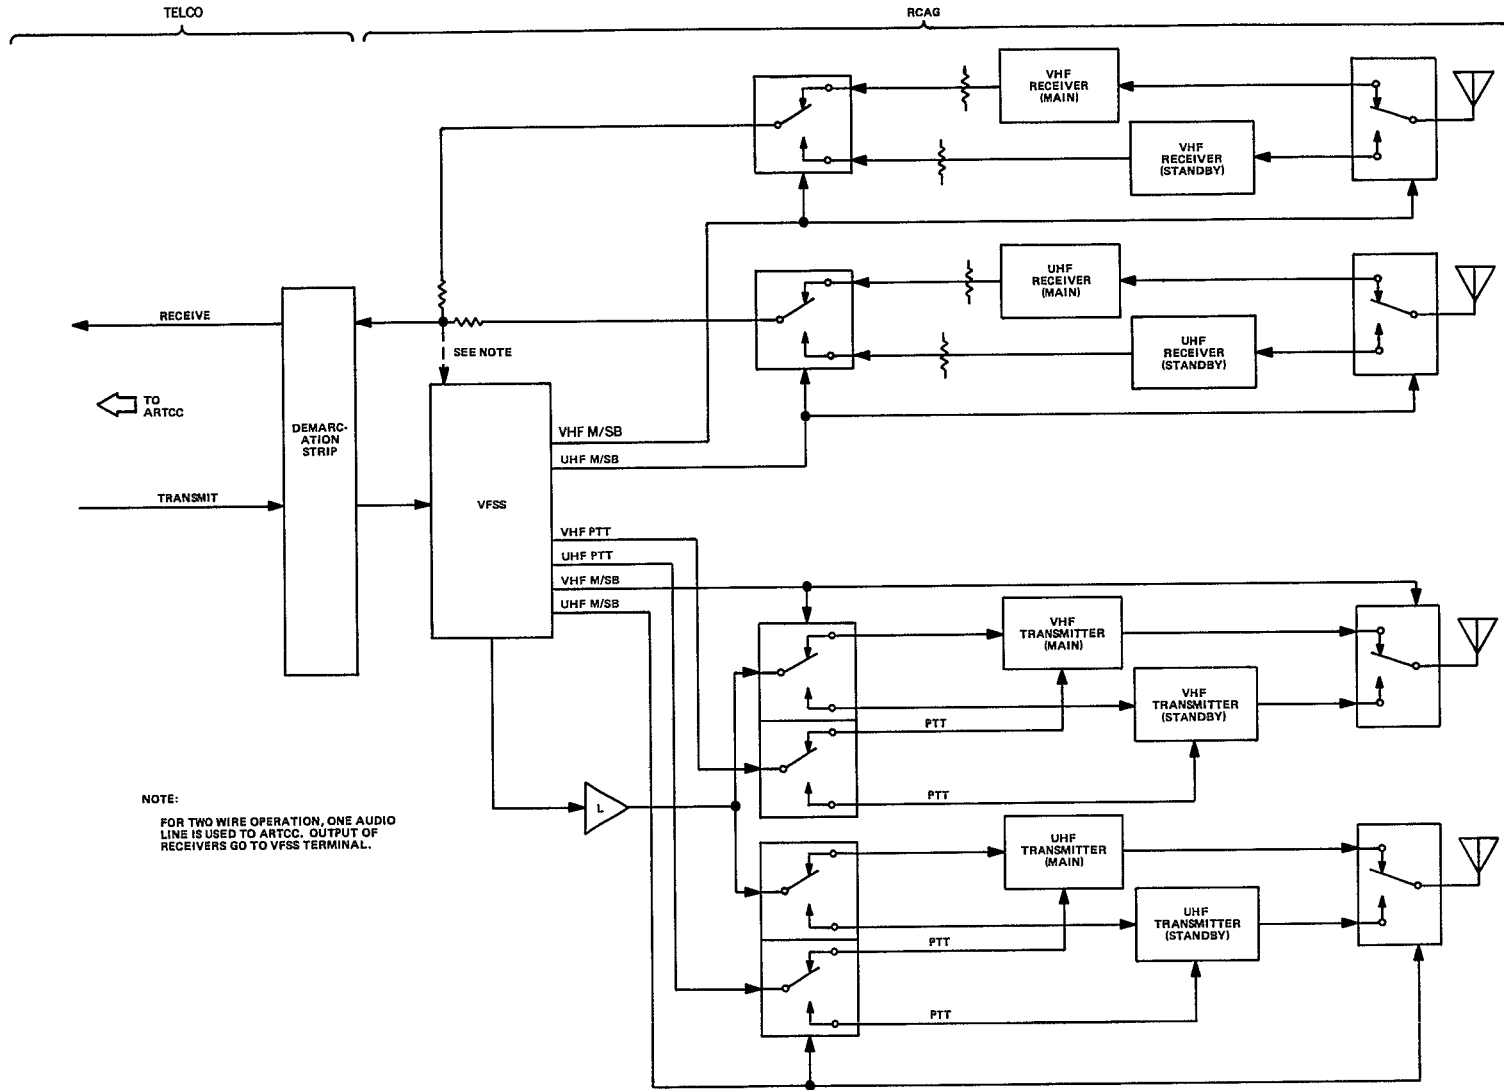 TELCO
RCAG
VHF
RECEIVER
(MAIN)
VHF
RECEIVER
(STANDBY)
UHF
RECEIVER
(MAIN)
UHF
RECEIVER
(STANDBY)
RECEIVE
SEE NOTE
TO
ARTCC
DEMARC-
ATION
STRIP
VHF M/SB
UHF M/SB
TRANSMIT
VFSS
VHF PTT
UHF PTT
VHF M/SB
UHF M/SB
VHF
TRANSMITTER
(MAIN)
VHF
TRANSMITTER
(STANDBY)
PTT
PTT
L
NOTE:
FOR TWO WIRE OPERATION, ONE AUDIO
LINE IS USED TO ARTCC. OUTPUT OF
RECEIVERS GO TO VFSS TERMINAL.
UHF
TRANSMITTER
(MAIN)
UHF
TRANSMITTER
(STANDBY)
PTT
PTT